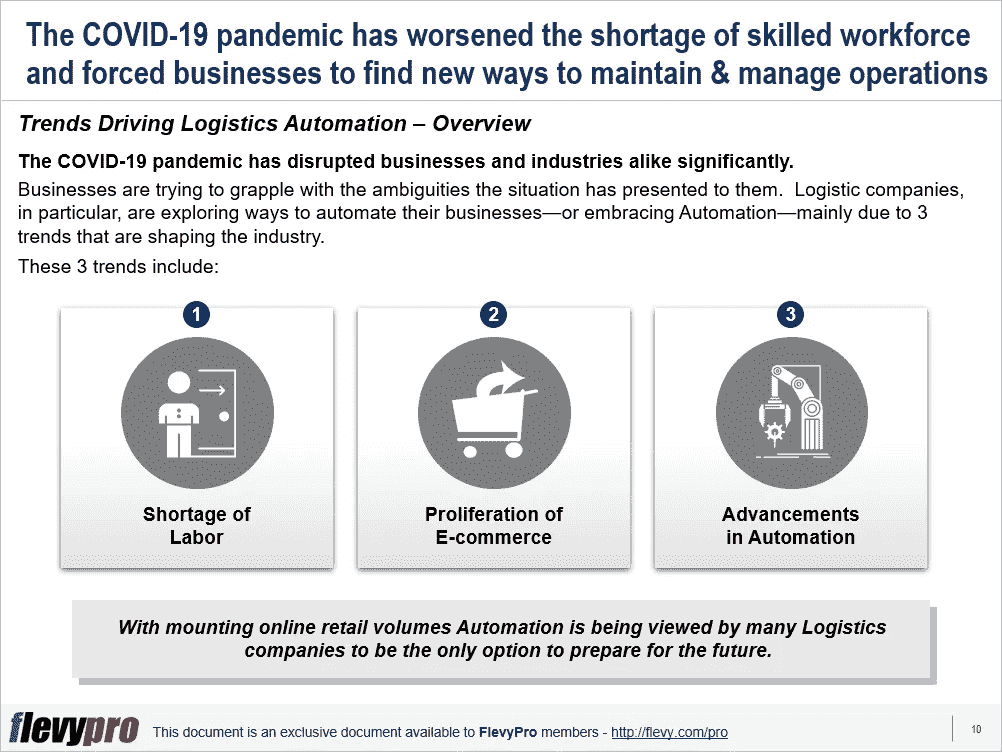 The COVID-19 pandemic has worsened the shortage of skilled workforce
and forced businesses to find new ways to maintain & manage operations
Trends Driving Logistics Automation – Overview
The COVID-19 pandemic has disrupted businesses and industries alike significantly.
Businesses are trying to grapple with the ambiguities the situation has presented to them.  Logistic companies,
in particular, are exploring ways to automate their businesses—or embracing Automation—mainly due to 3
trends that are shaping the industry.
These 3 trends include:
1
Shortage of
Labor
2
Proliferation of
E-commerce
3
Advancements
in Automation
With mounting online retail volumes Automation is being viewed by many Logistics
companies to be the only option to prepare for the future.
flevypro
This document is an exclusive document available to FlevyPro members - http://flevy.com/pro
10